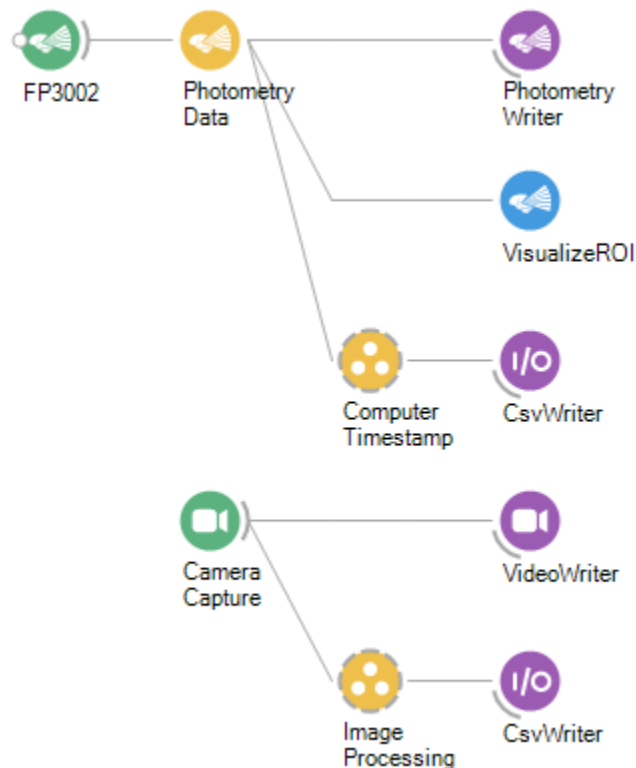 FP3002
Photometry
Data
Photometry
Writer
VisualizeROI
Computer
Timestamp
I/O
CsvWriter
Camera
Capture
VideoWriter
Image
Processing
I/O
CsvWriter